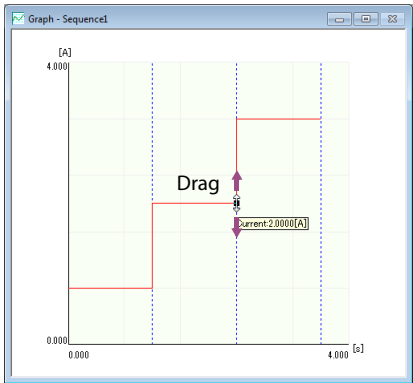 Graph - Sequence1
[A]
4.000
Drag
Current:2.0000[A]
0.000
[s]
0.000
4.000